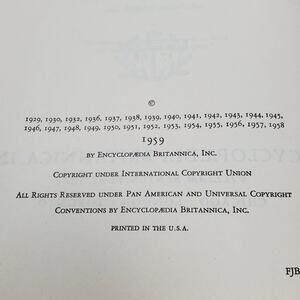 ©
1929, 1930, 1932, 1936, 1937, 1938, 1939, 1940, 1941, 1942, 1943, 1944, 1945,
1946, 1947, 1948, 1949, 1950, 1951, 1952, 1953, 1954, 1955, 1956, 1957, 1958
1959
BY ENCYCLOPÆDIA BRITANNICA, INC.
COPYRIGHT UNDER INTERNATIONAL COPYRIGHT UNION
ALL RIGHTS RESERVED UNDER PAN AMERICAN AND UNIVERSAL COPYRIGHT
CONVENTIONS BY ENCYCLOPÆDIA BRITANNICA, INC.
PRINTED IN THE U.S.A.
FJB